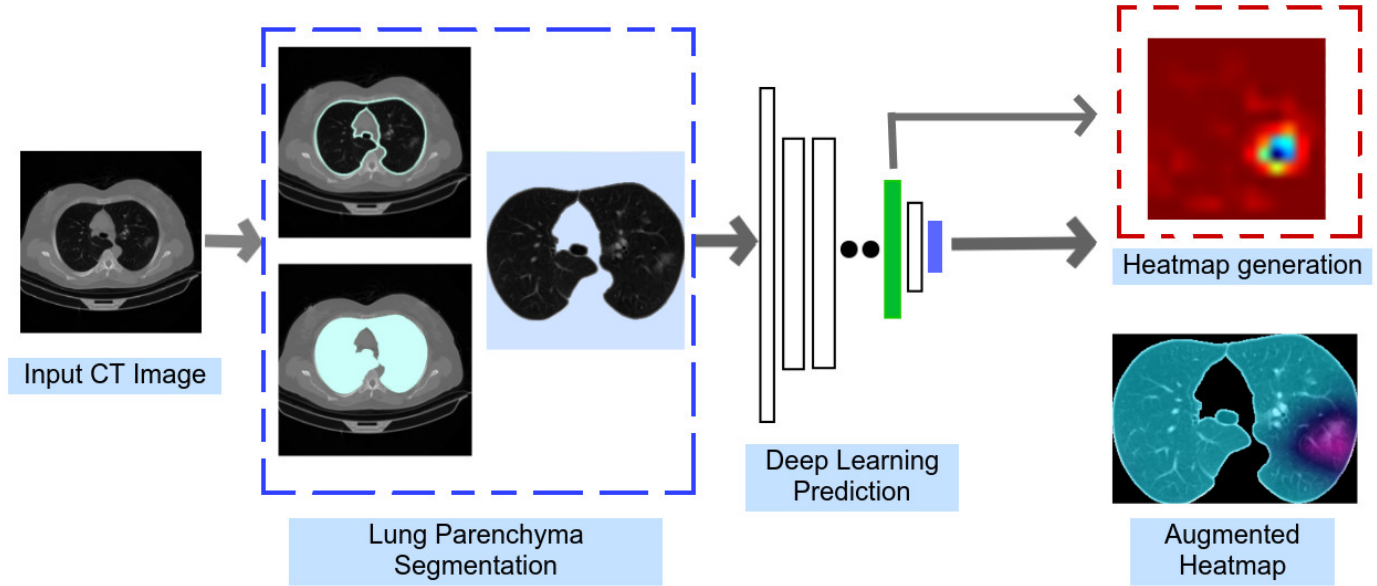 Input CT Image
Lung Parenchyma
Segmentation
Deep Learning
Prediction
Heatmap generation
Augmented
Heatmap